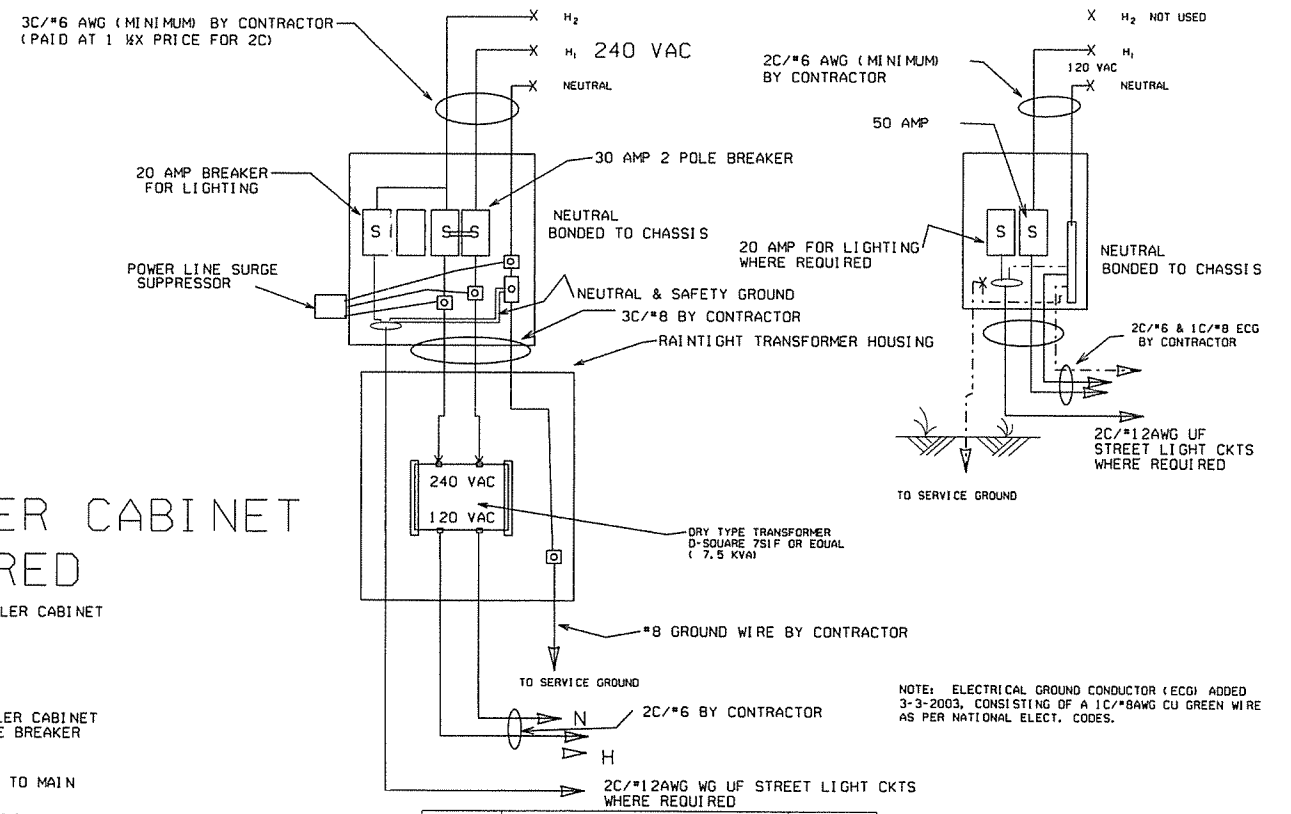 3C/#6 AWG (MINIMUM) BY CONTRACTOR
(PAID AT 1 ½X PRICE FOR 2C)
H2
H1 240 VAC
NEUTRAL
20 AMP BREAKER
FOR LIGHTING
30 AMP 2 POLE BREAKER
S
S
S
NEUTRAL
BONDED TO CHASSIS
POWER LINE SURGE
SUPPRESSOR
NEUTRAL & SAFETY GROUND
3C/#8 BY CONTRACTOR
RAINTIGHT TRANSFORMER HOUSING
240 VAC
120 VAC
DRY TYPE TRANSFORMER
D-SQUARE 7S1F OR EQUAL
( 7.5 KVA)
#8 GROUND WIRE BY CONTRACTOR
TO SERVICE GROUND
2C/#6 BY CONTRACTOR
N
H
2C/#12AWG WG UF STREET LIGHT CKTS
WHERE REQUIRED
H2 NOT USED
H1
120 VAC
NEUTRAL
2C/#6 AWG (MINIMUM)
BY CONTRACTOR
50 AMP
S
S
20 AMP FOR LIGHTING
WHERE REQUIRED
NEUTRAL
BONDED TO CHASSIS
2C/#6 & 1C/#8 ECG
BY CONTRACTOR
2C/#12AWG UF
STREET LIGHT CKTS
WHERE REQUIRED
TO SERVICE GROUND
NOTE: ELECTRICAL GROUND CONDUCTOR (ECG) ADDED
3-3-2003, CONSISTING OF A 1C/#8AWG CU GREEN WIRE
AS PER NATIONAL ELECT. CODES.
ER CABINET
RED
LER CABINET
LER CABINET
E BREAKER
TO MAIN